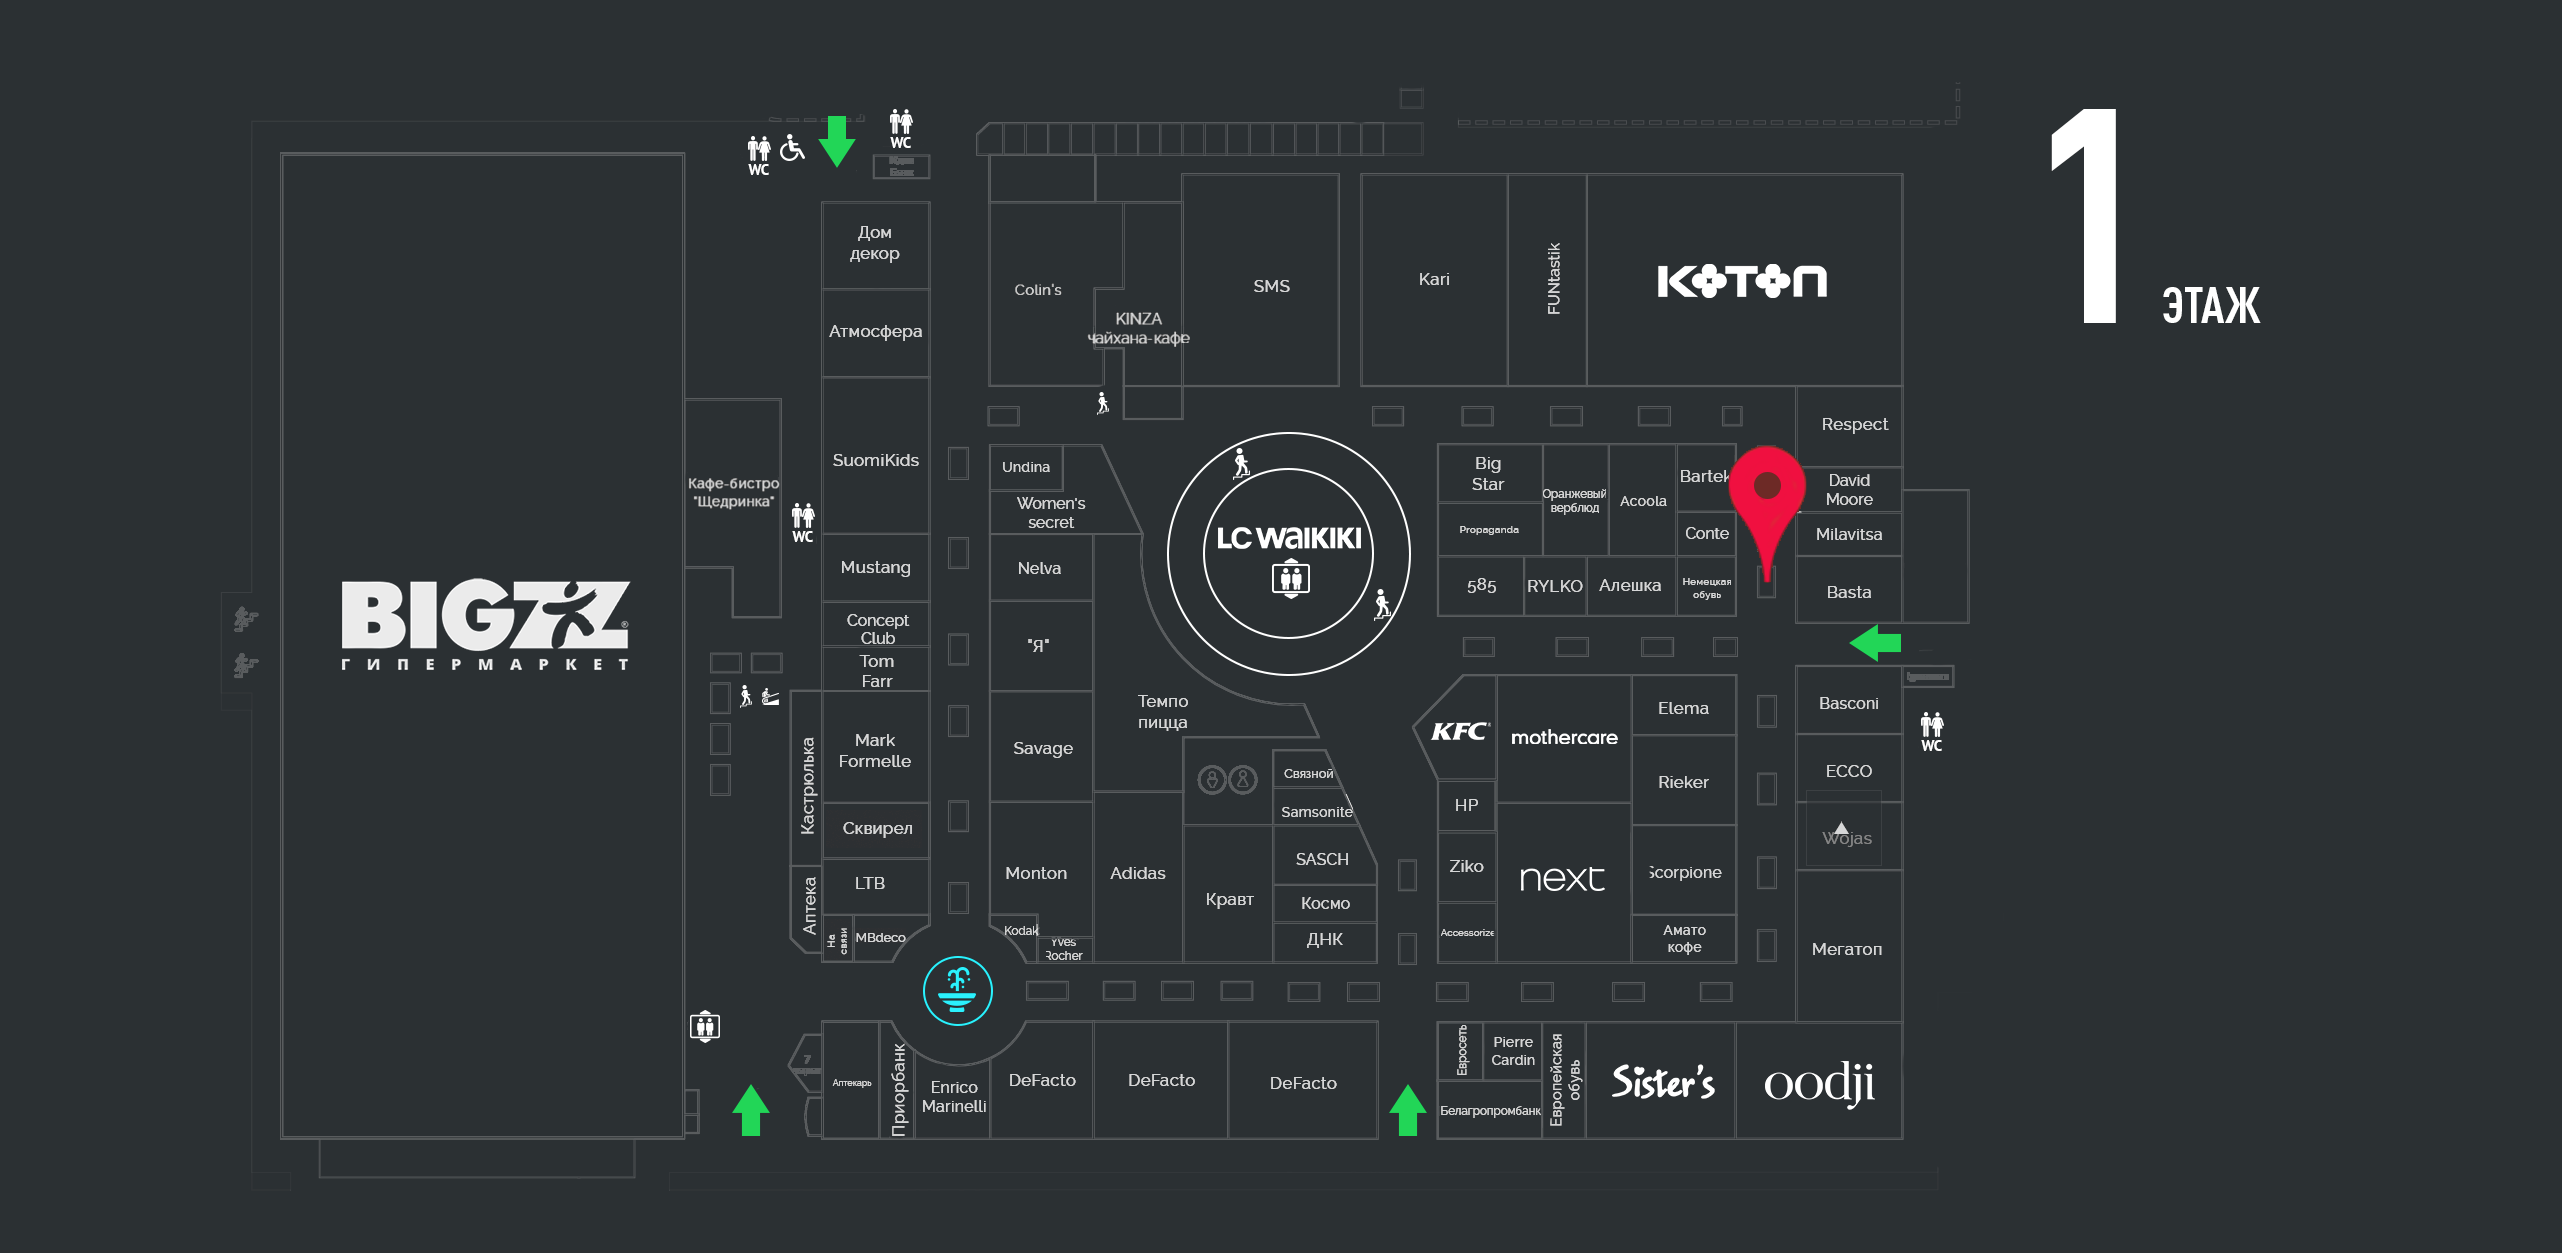 1
ЭТАЖ
WC
WC
Дом
декор
Атмосфера
SuomiKids
Mustang
Concept
Club
Tom
Farr
Mark
Formelle
Сквирел
LTB
На
связи
MBdeco
Кастрюлька
Аптека
Кафе-бистро
"Щедринка"
WC
BIGZZ
®
ГИПЕРМАРКЕТ
Colin's
KINZA
чайхана-кафе
SMS
Kari
FUNtastik
KOTON
Undina
Women's
secret
Nelva
"Я"
Savage
Monton
Kodak
Yves
Rocher
Темпо
пицца
Adidas
Кравт
Связной
Samsonite
SASCH
Космо
ДНК
LC WAIKIKI
Big
Star
Propaganda
Оранжевый
верблюд
Acoola
Bartek
Conte
585
RYLKO
Алешка
Немецкая
обувь
Respect
David
Moore
Milavitsa
Basta
KFC
mothercare
Elema
Rieker
HP
Ziko
Accessorize
next
Scorpione
Амато
кофе
Basconi
ECCO
Wojas
Мегатоп
WC
Аптекарь
Приорбанк
Enrico
Marinelli
DeFacto
DeFacto
DeFacto
Евросеть
Pierre
Cardin
Белагропромбанк
Европейская
обувь
Sister's
oodji